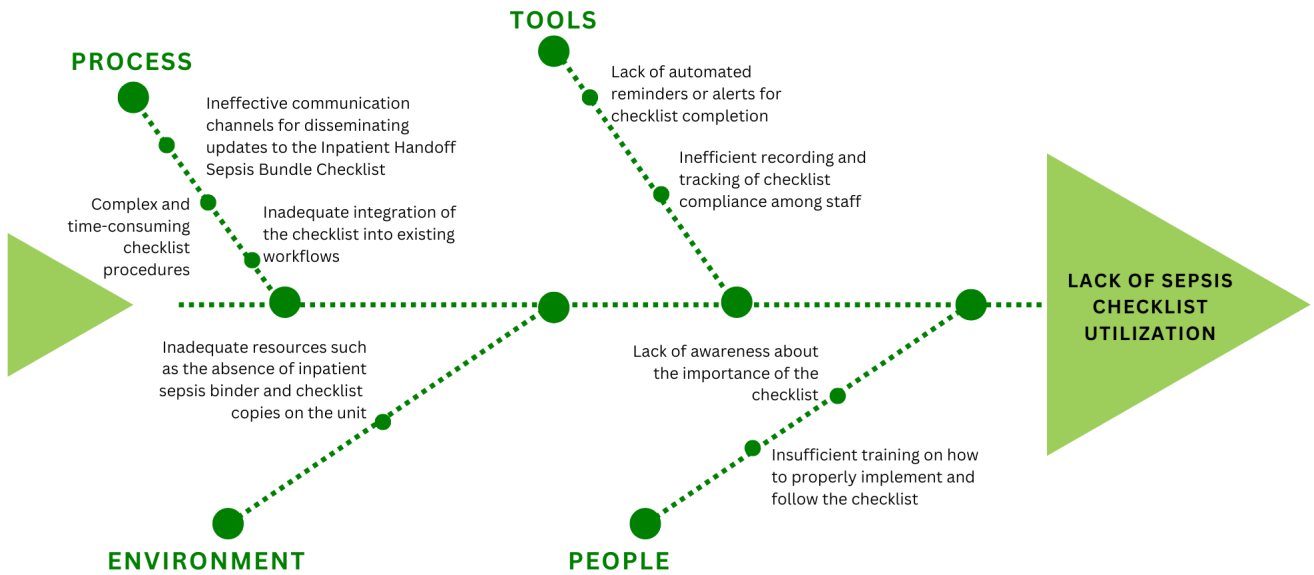 TOOLS
PROCESS
Lack of automated
reminders or alerts for
checklist completion
Ineffective communication
channels for disseminating
updates to the Inpatient Handoff
Sepsis Bundle Checklist
Inefficient recording and
tracking of checklist
compliance among staff
Complex and
time-consuming
checklist
procedures
Inadequate integration of
the checklist into existing
workflows
LACK OF SEPSIS
CHECKLIST
UTILIZATION
Inadequate resources such
as the absence of inpatient
sepsis binder and checklist
copies on the unit
Lack of awareness about
the importance of the
checklist
Insufficient training on how
to properly implement and
follow the checklist
ENVIRONMENT
PEOPLE